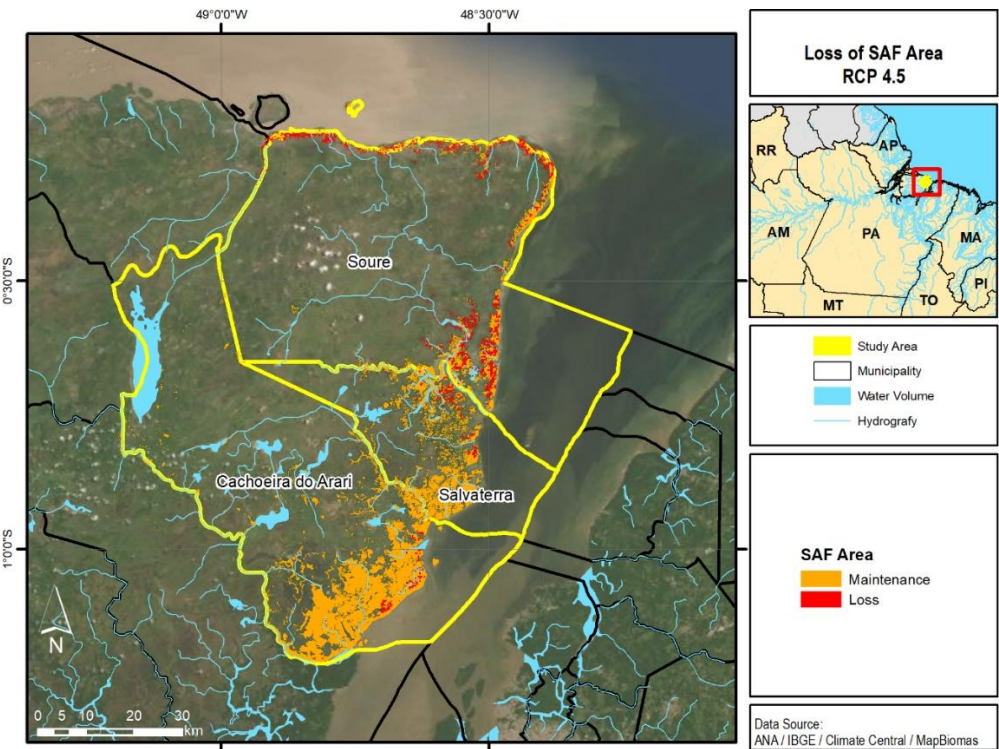 49°0'0"W
48°30'0"W
0°30'0"S
1°0'0"S
Soure
Cachoeira do Arari
Salvaterra
N
0 5 10 20 30
km
Loss of SAF Area
RCP 4.5
RR
AP
AM
PA
MA
PI
MT
TO
Study Area
Municipality
Water Volume
Hydrografy
SAF Area
Maintenance
Loss
Data Source:
ANA / IBGE / Climate Central / MapBiomas